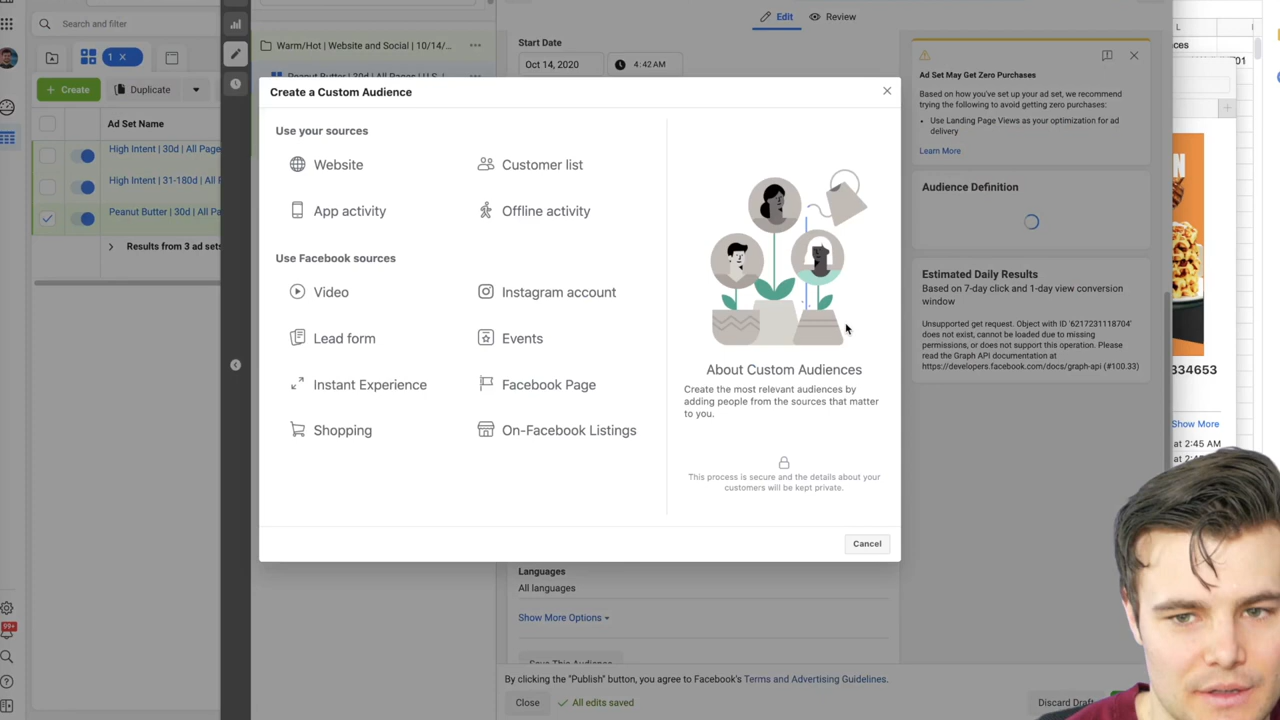 Search and filter
1
Create
Duplicate
Ad Set Name
High Intent | 30d | All Page
High Intent | 31-180d | All F
Peanut Butter | 30d | All Pa
Results from 3 ad sets
99+
Warm/Hot | Website and Social | 10/14/...
Peanut Butter | 30d | All Pages | U.S. |
Edit
Review
Start Date
Oct 14, 2020
4:42AM
Create a Custom Audience
Use your sources
Website
Customer list
App activity
Offline activity
Use Facebook sources
Video
Instagram account
Lead form
Events
Instant Experience
Facebook Page
Shopping
On-Facebook Listings
About Custom Audiences
Create the most relevant audiences by
adding people from the sources that matter
to you.
This process is secure and the details about your
customers will be kept private.
Cancel
Languages
All languages
Show More Options
Save This Audience
By clicking the "Publish" button, you agree to Facebook's Terms and Advertising Guidelines.
Close
All edits saved
Discard Draft
Ad Set May Get Zero Purchases
Based on how you've set up your ad set, we recommend
trying the following to avoid getting zero purchases:
• Use Landing Page Views as your optimization for ad
delivery
Learn More
Audience Definition
Estimated Daily Results
Based on 7-day click and 1-day view conversion
window
Unsupported get request. Object with ID '6217231118704'
does not exist, cannot be loaded due to missing
permissions, or does not support this operation. Please
read the Graph API documentation at
https://developers.facebook.com/docs/graph-api (#100.33)
L
ces
01
334653
Show More
at 2:45 AM
at 2:4